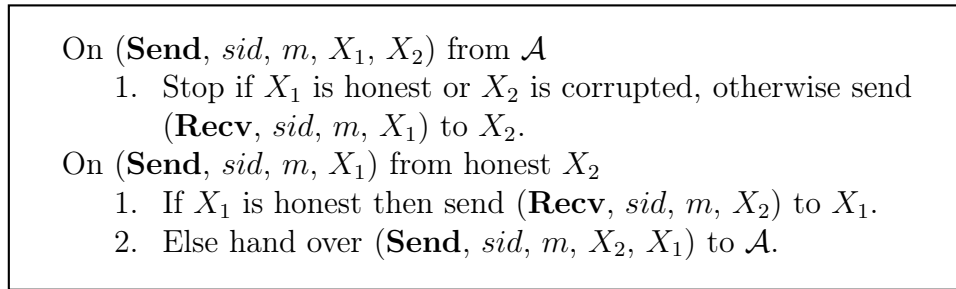 On (Send, sid, m, X₁, X₂) from 𝒜
1. Stop if X₁ is honest or X₂ is corrupted, otherwise send
(Recv, sid, m, X₁) to X₂.
On (Send, sid, m, X₁) from honest X₂
1. If X₁ is honest then send (Recv, sid, m, X₂) to X₁.
2. Else hand over (Send, sid, m, X₂, X₁) to 𝒜.